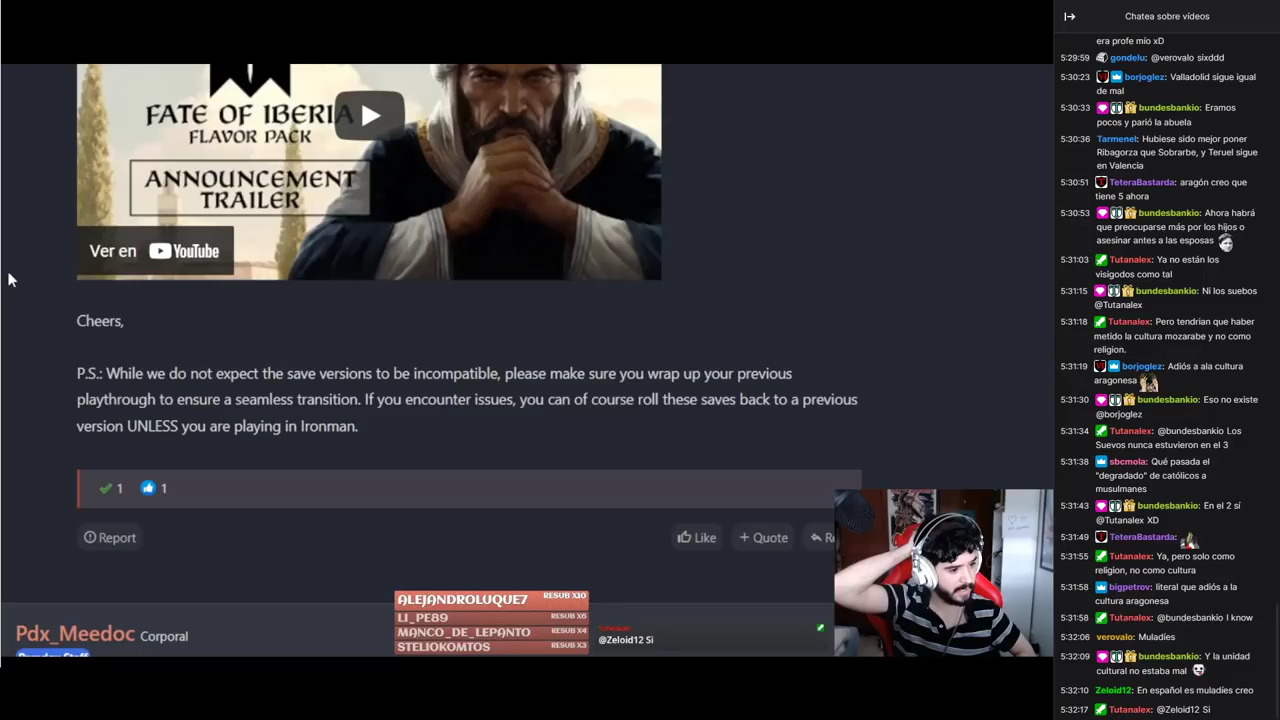 FATE OF IBERIA
FLAVOR PACK
ANNOUNCEMENT
TRAILER
Ver en YouTube
Cheers,
P.S.: While we do not expect the save versions to be incompatible, please make sure you wrap up your previous
playthrough to ensure a seamless transition. If you encounter issues, you can of course roll these saves back to a previous
version UNLESS you are playing in Ironman.
1 1
Report
Like
+ Quote
Pdx_Meedoc Corporal
ALEJANDROLUQUE7 RESUB X10
LI_PE89 RESUB X5
MANCO_DE_LEPANTO RESUB X4
STELIOKOMTOS RESUB X3
@Zeloid12 Si
Chatea sobre vídeos
era profe mío xD
5:29:59 gondelu: @verovalo sixddd
5:30:23 borjoglez: Valladolid sigue igual
de mal
5:30:33 bundesbankio: Eramos
pocos y parió la abuela
5:30:36 Tarmenel: Hubiese sido mejor poner
Ribagorza que Sobrarbe, y Teruel sigue
en Valencia
5:30:51 TeteraBastarda: aragón creo que
tiene 5 ahora
5:30:53 bundesbankio: Ahora habrá
que preocuparse más por los hijos o
asesinar antes a las esposas
5:31:03 Tutanalex: Ya no están los
visigodos como tal
5:31:15 bundesbankio: Ni los suebos
@Tutanalex
5:31:18 Tutanalex: Pero tendrian que haber
metido la cultura mozarabe y no como
religion.
5:31:19 borjoglez: Adiós a ala cultura
aragonesa
5:31:30 bundesbankio: Eso no existe
@borjoglez
5:31:34 Tutanalex: @bundesbankio Los
Suevos nunca estuvieron en el 3
5:31:38 sbcmola: Qué pasada el
"degradado" de católicos a
musulmanes
5:31:43 bundesbankio: En el 2 sí
@Tutanalex XD
5:31:49 TeteraBastarda:
5:31:55 Tutanalex: Ya, pero solo como
religion, no como cultura
5:31:58 bigpetrov: literal que adiós a la
cultura aragonesa
5:31:58 Tutanalex: @bundesbankio I know
5:32:06 verovalo: Muladíes
5:32:09 bundesbankio: Y la unidad
cultural no estaba mal
5:32:10 Zeloid12: En español es muladíes creo
5:32:17 Tutanalex: @Zeloid12 Si